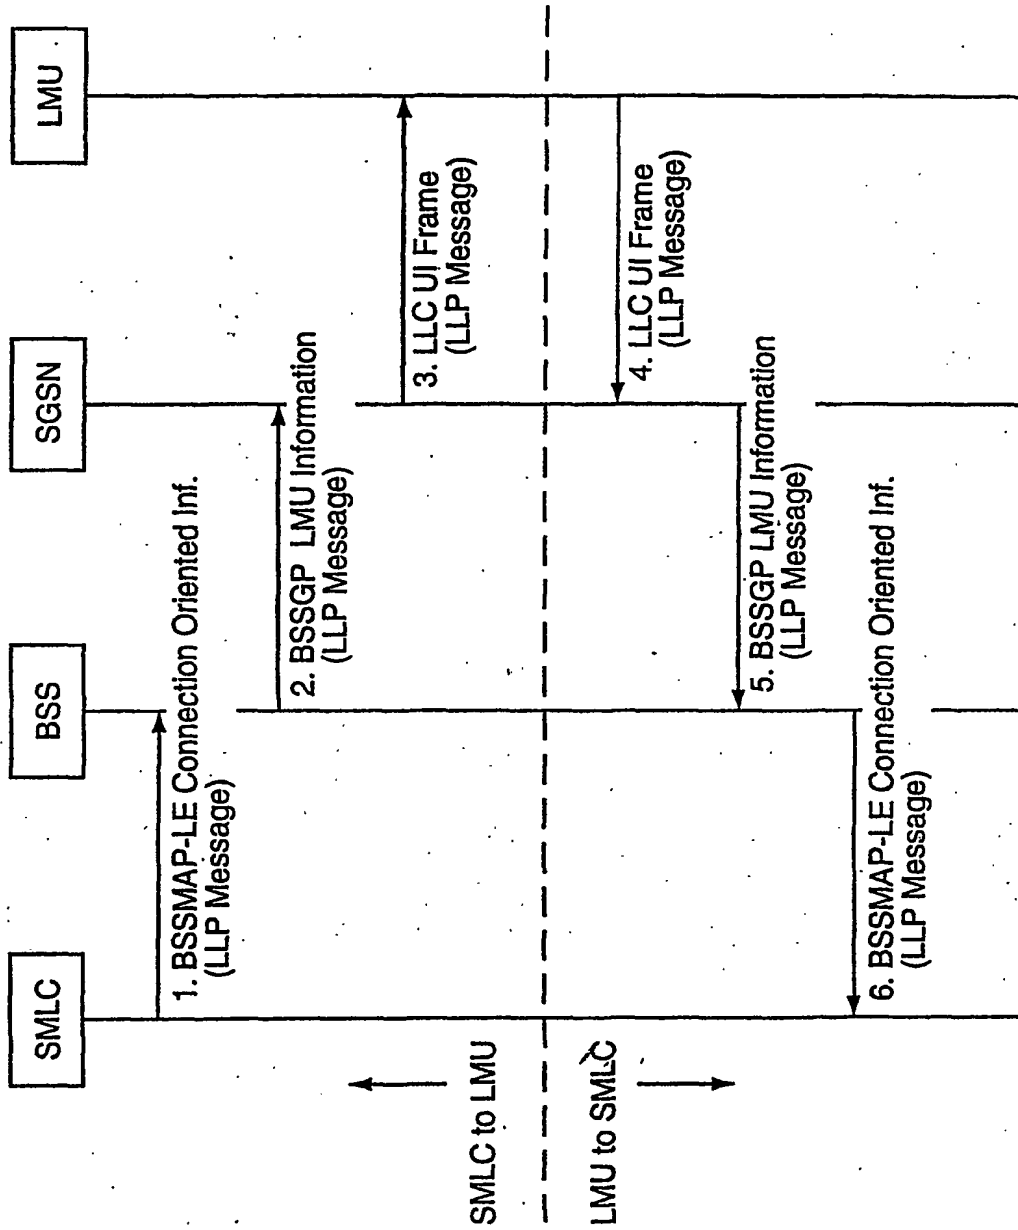 SMLC
BSS
SGSN
LMU
1. BSSMAP-LE Connection Oriented Inf.
(LLP Message)
2. BSSGP LMU Information
(LLP Message)
3. LLC UI Frame
(LLP Message)
SMLC to LMU
LMU to SMLC
4. LLC UI Frame
(LLP Message)
5. BSSGP LMU Information
(LLP Message)
6. BSSMAP-LE Connection Oriented Inf.
(LLP Message)